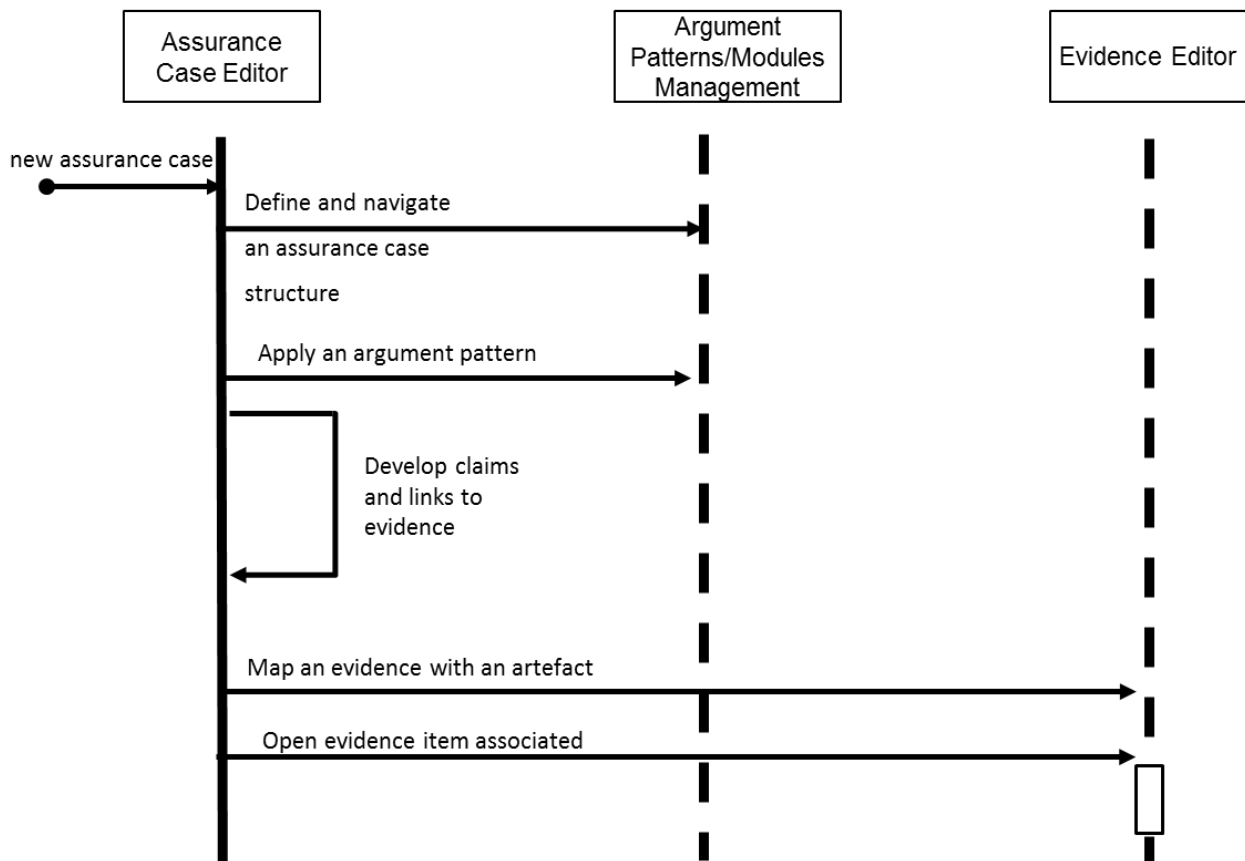 Assurance
Case Editor
Argument
Patterns/Modules
Management
Evidence Editor
new assurance case
Define and navigate
an assurance case
structure
Apply an argument pattern
Develop claims
and links to
evidence
Map an evidence with an artefact
Open evidence item associated